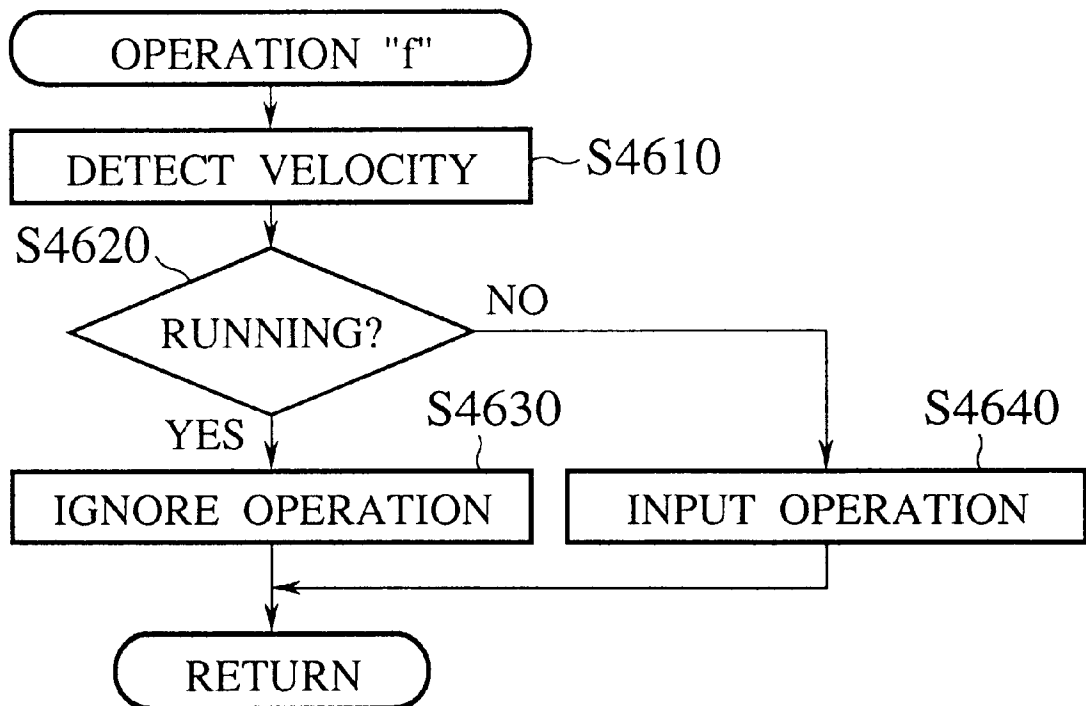 OPERATION "f"
DETECT VELOCITY
S4610
S4620
RUNNING?
NO
YES
S4630
S4640
IGNORE OPERATION
INPUT OPERATION
RETURN